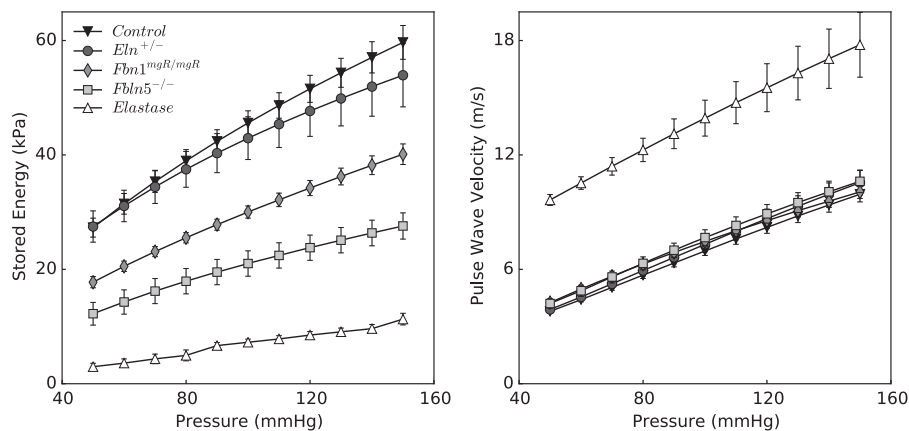 60
40
20
0
40
80
120
160
Stored Energy (kPa)
Pressure (mmHg)
Control
Eln+/−
Fbn1mgR/mgR
Fbln5−/−
Elastase
18
12
6
0
40
80
120
160
Pulse Wave Velocity (m/s)
Pressure (mmHg)